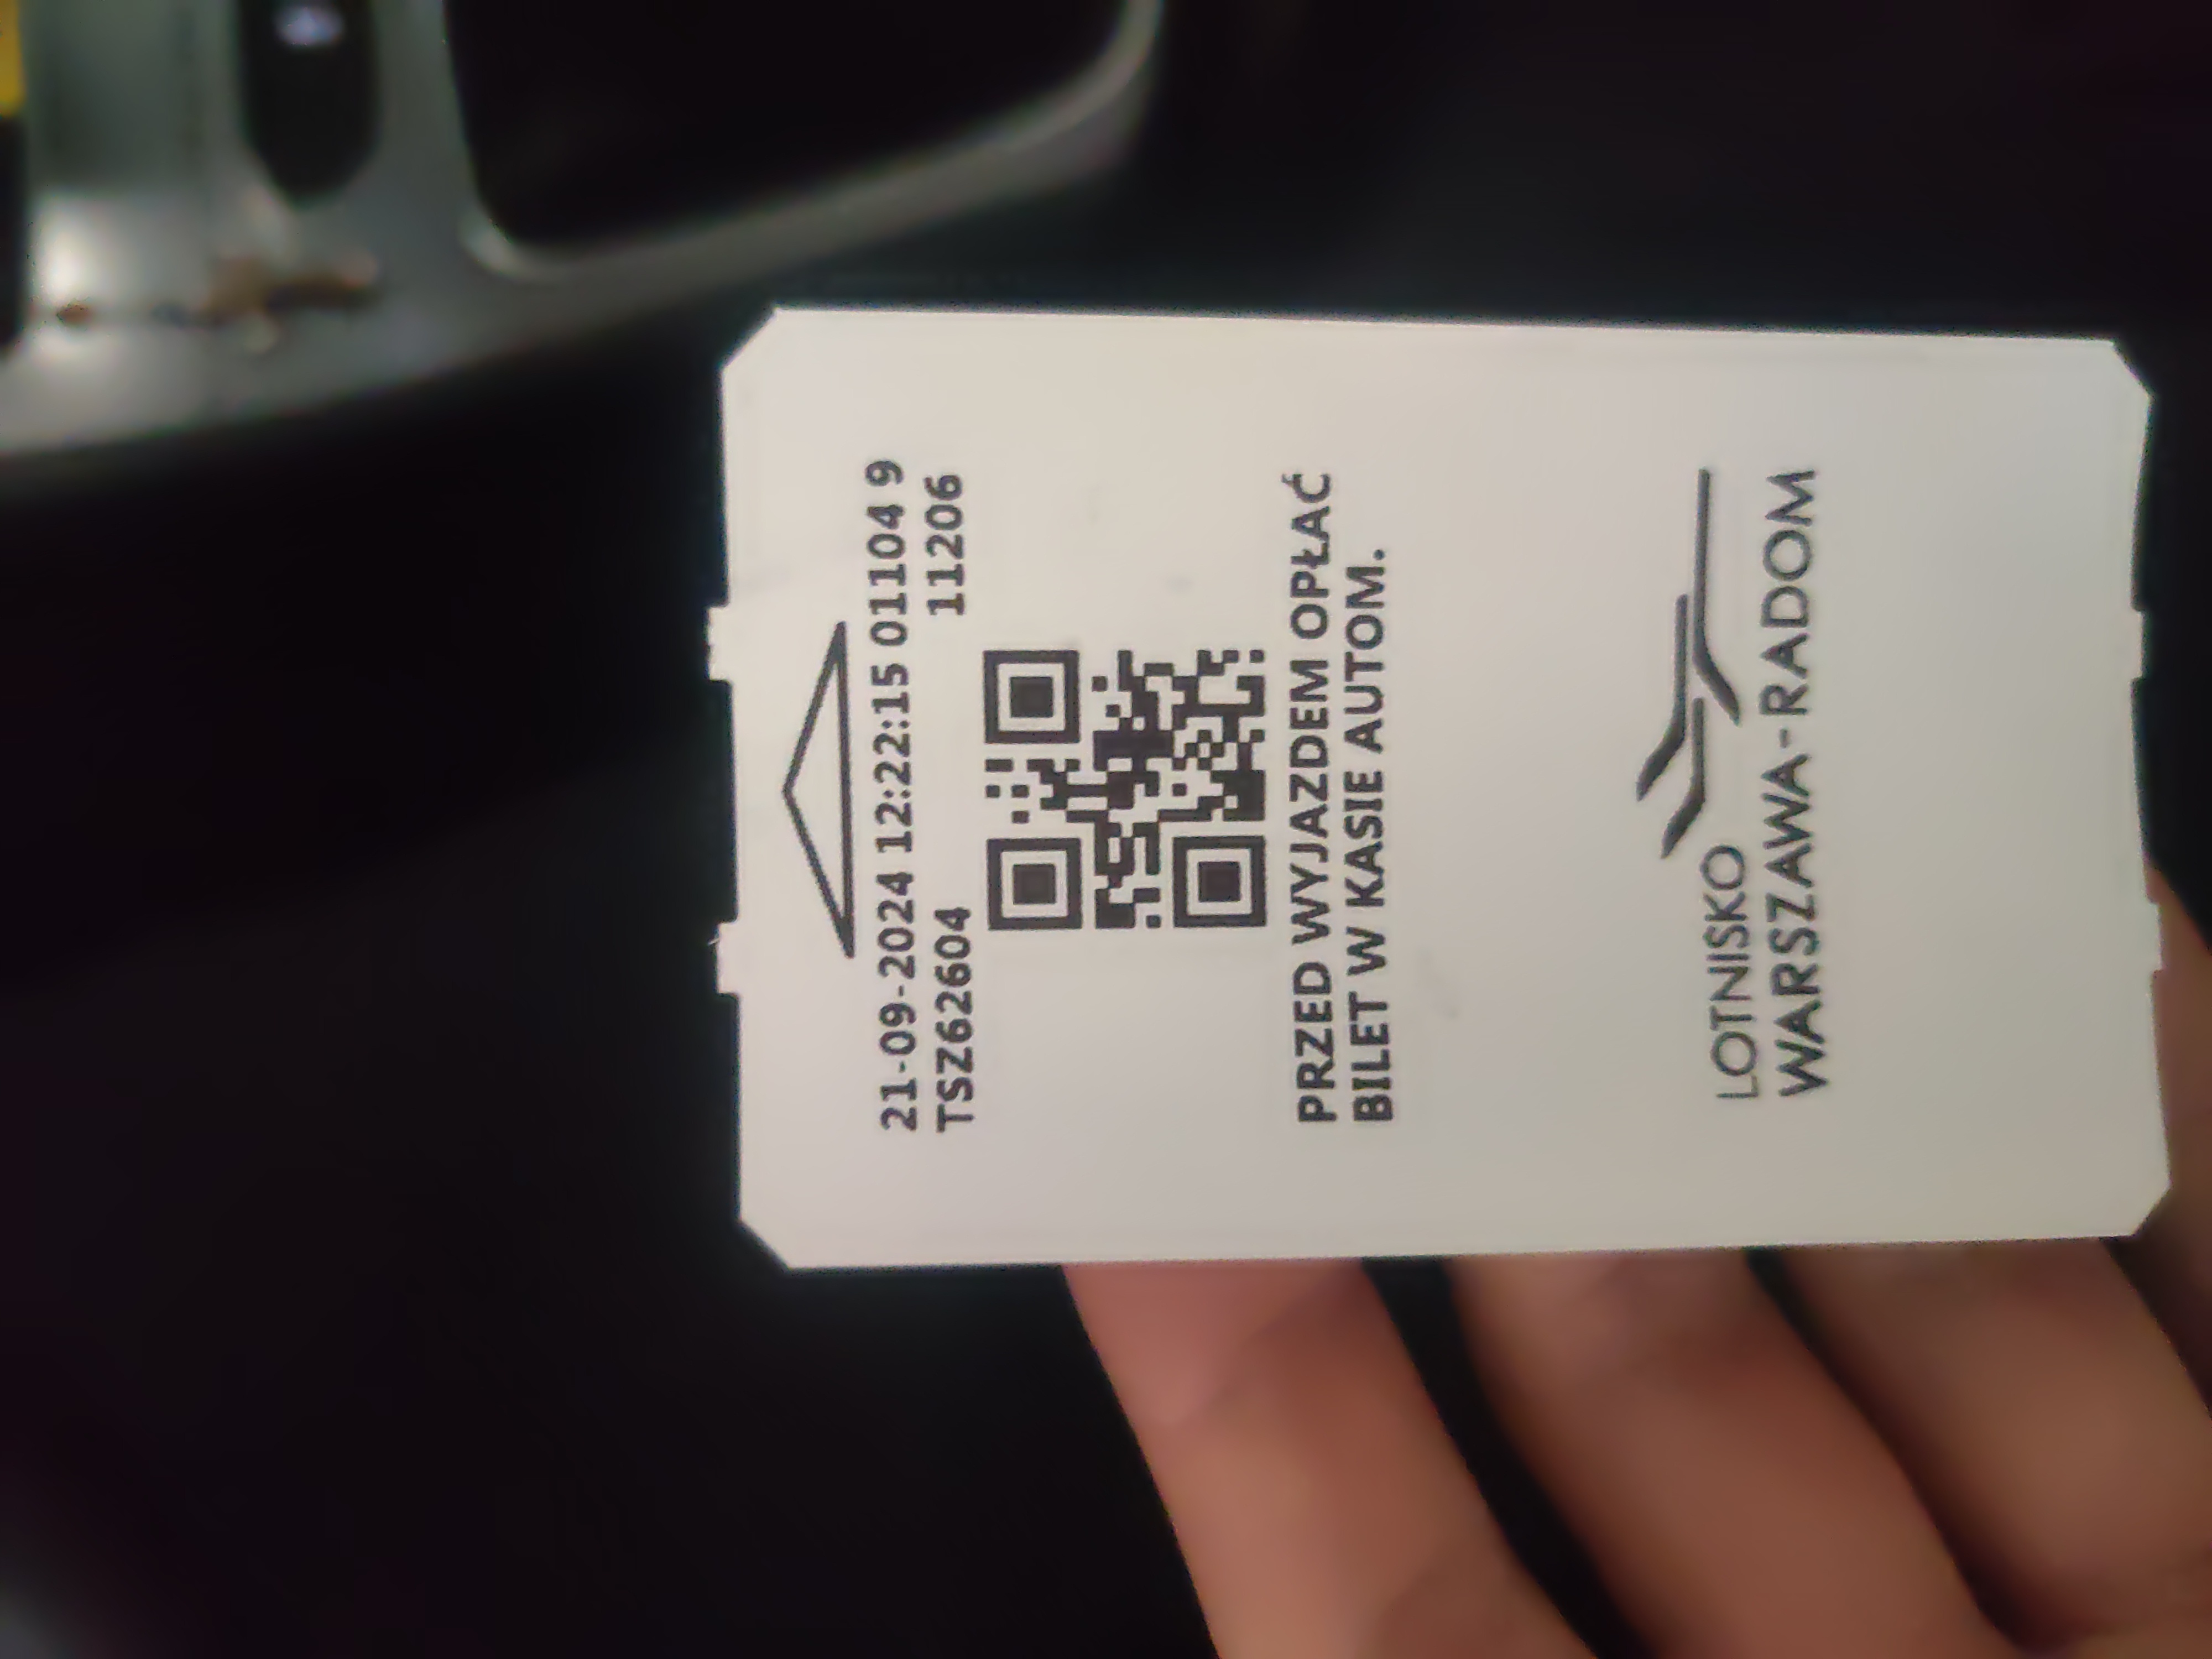 21-09-2024 12:22:15 01104 9
TSZ62604 11206
PRZED WYJAZDEM OPŁAĆ
BILET W KASIE AUTOM.
LOTNISKO
WARSZAWA-RADOM